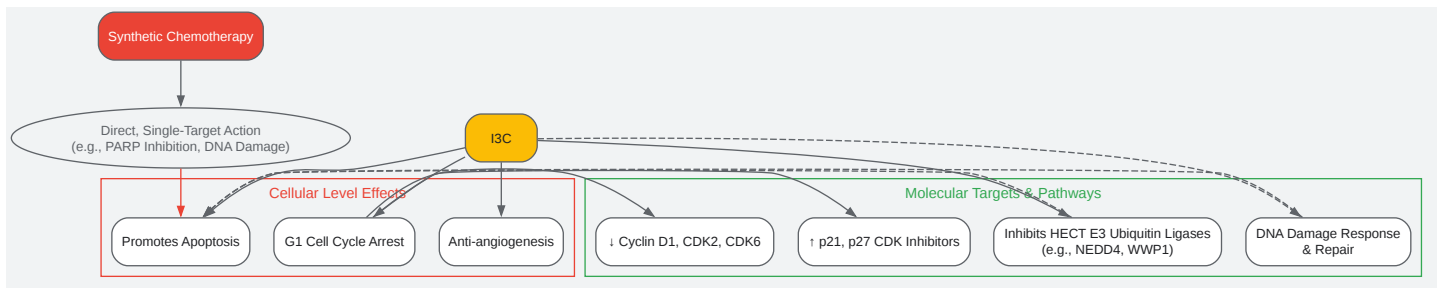 Synthetic Chemotherapy
Direct, Single-Target Action
(e.g., PARP Inhibition, DNA Damage)
I3C
Cellular Level Effects
Molecular Targets & Pathways
Promotes Apoptosis
G1 Cell Cycle Arrest
Anti-angiogenesis
↓ Cyclin D1, CDK2, CDK6
↑ p21, p27 CDK Inhibitors
Inhibits HECT E3 Ubiquitin Ligases
(e.g., NEDD4, WWP1)
DNA Damage Response
& Repair